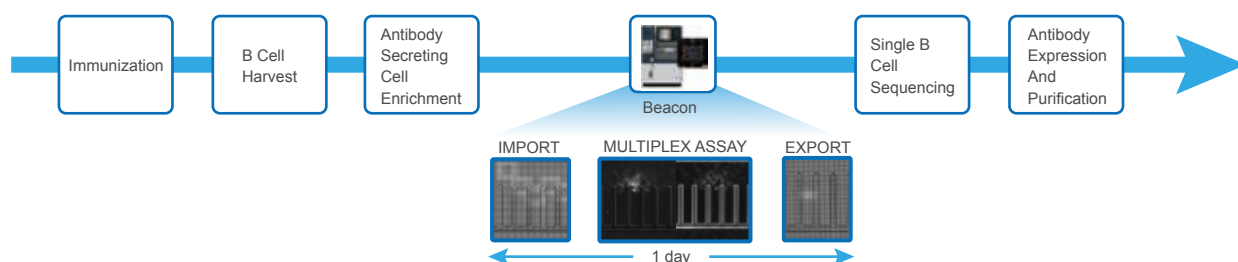 Immunization
B Cell
Harvest
Antibody
Secreting
Cell
Enrichment
Beacon
Single B
Cell
Sequencing
Antibody
Expression
And
Purification
IMPORT
MULTIPLEX ASSAY
EXPORT
1 day